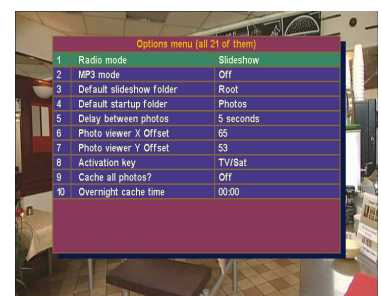 Options menu (all 21 of them)
1 Radio mode Slideshow
2 MP3 mode Off
3 Default slideshow folder Root
4 Default startup folder Photos
5 Delay between photos 5 seconds
6 Photo viewer X Offset 65
7 Photo viewer Y Offset 53
8 Activation key TV/Sat
9 Cache all photos? Off
10 Overnight cache time 00:00